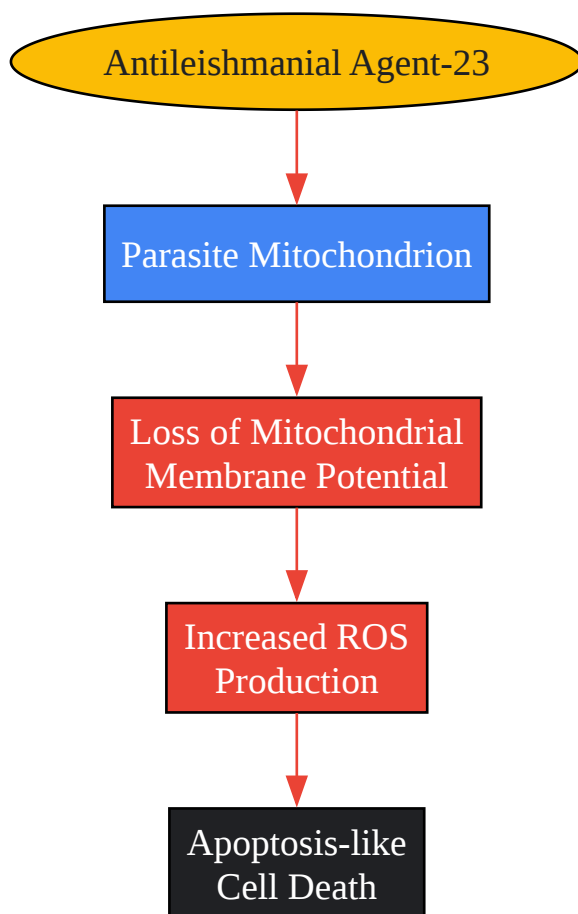 Antileishmanial Agent-23
Parasite Mitochondrion
Loss of Mitochondrial
Membrane Potential
Increased ROS
Production
Apoptosis-like
Cell Death